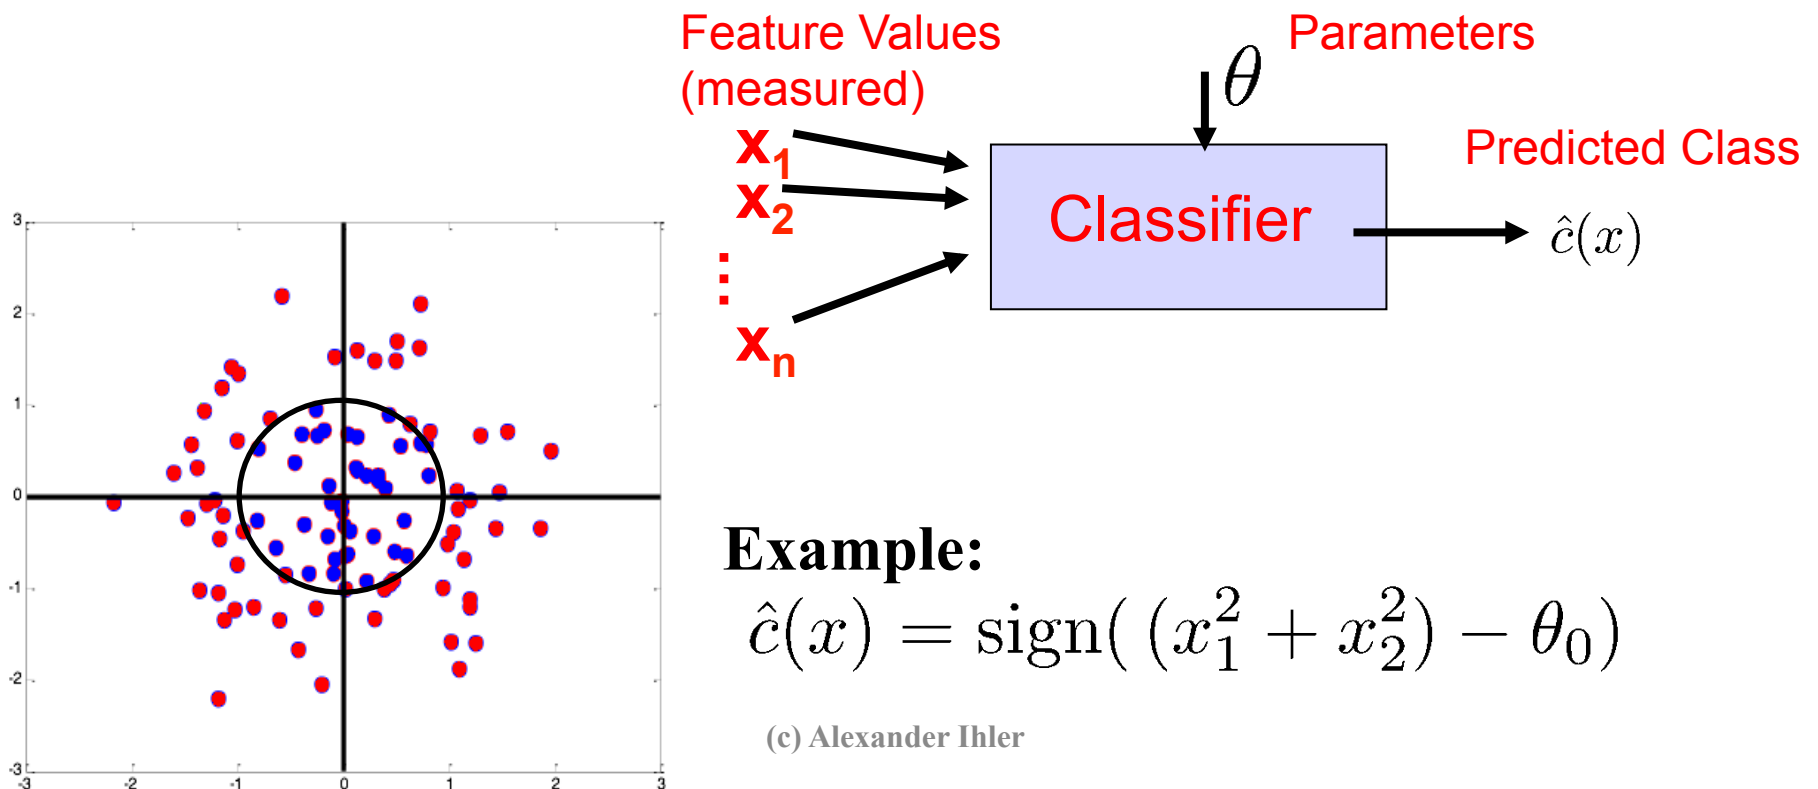 Feature Values
(measured)
Parameters
θ
x₁
x₂
⋮
xₙ
Classifier
Predicted Class
ĉ(x)
3
2
1
0
-1
-2
-3
-3 -2 -1 0 1 2 3
Example:
ĉ(x) = sign( (x₁² + x₂²) − θ₀)
(c) Alexander Ihler